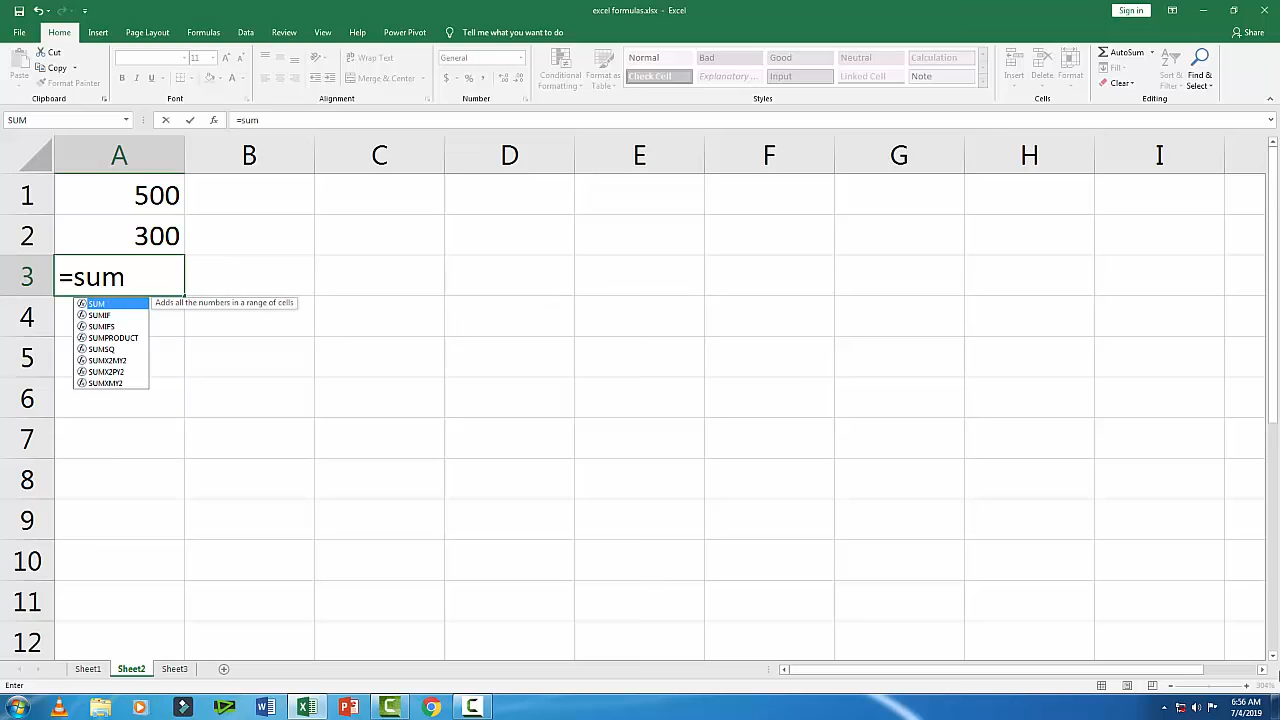 excel formulas.xlsx - Excel
Sign in
File Home Insert Page Layout Formulas Data Review View Help Power Pivot Tell me what you want to do Share
Paste
Cut
Copy
Format Painter
Clipboard
11
A A
B I U
A
Font
Wrap Text
Merge & Center
Alignment
General
$ % ,
Number
Conditional Formatting
Format as Table
Normal Bad Good Neutral Calculation
Check Cell Explanatory ... Input Linked Cell Note
Styles
Insert Delete Format
Cells
AutoSum
Fill
Clear
Sort & Filter
Find & Select
Editing
SUM fx =sum
A B C D E F G H I
1 500
2 300
3 =sum
SUM Adds all the numbers in a range of cells
SUMIF
SUMIFS
SUMPRODUCT
SUMSQ
SUMX2MY2
SUMX2PY2
SUMXMY2
4
5
6
7
8
9
10
11
12
Sheet1 Sheet2 Sheet3
Enter
304%
6:56 AM
7/4/2019